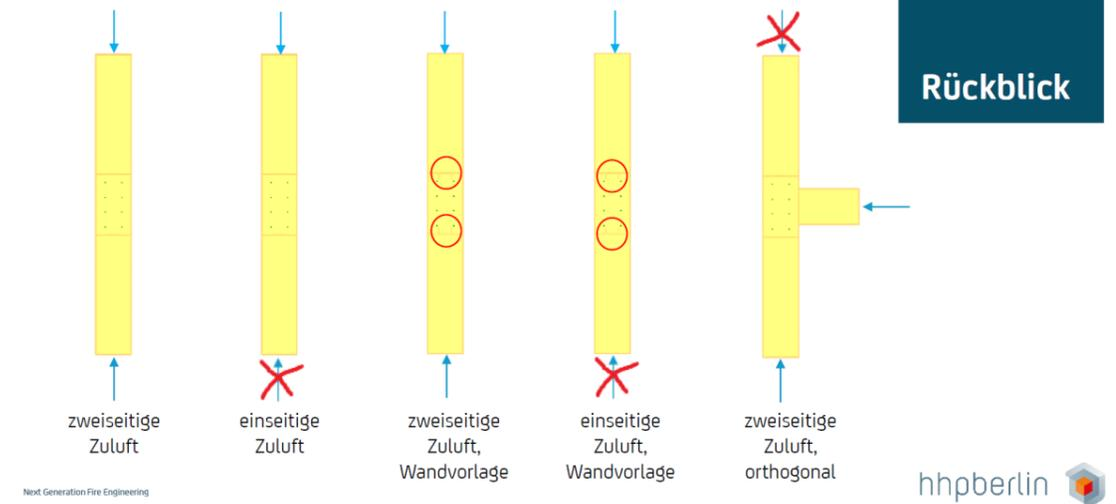 Rückblick
zweiseitige
Zuluft
einseitige
Zuluft
zweiseitige
Zuluft,
Wandvorlage
einseitige
Zuluft,
Wandvorlage
zweiseitige
Zuluft,
orthogonal
Next Generation Fire Engineering
hhpberlin